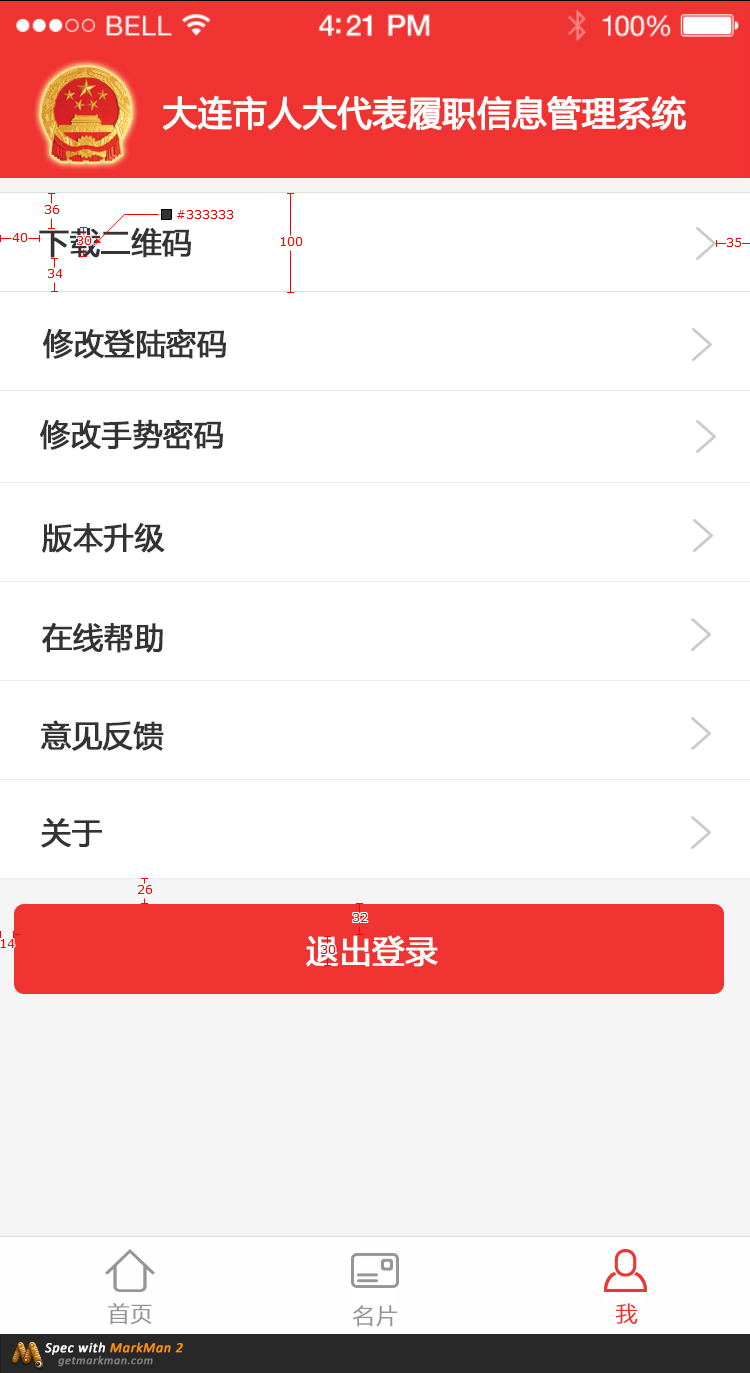 BELL 4:21 PM 100%
大连市人大代表履职信息管理系统
36
#333333
40
30
下载二维码
100
35
34
修改登陆密码
修改手势密码
版本升级
在线帮助
意见反馈
关于
26
32
14
30
退出登录
首页 名片 我
Spec with MarkMan 2
getmarkman.com